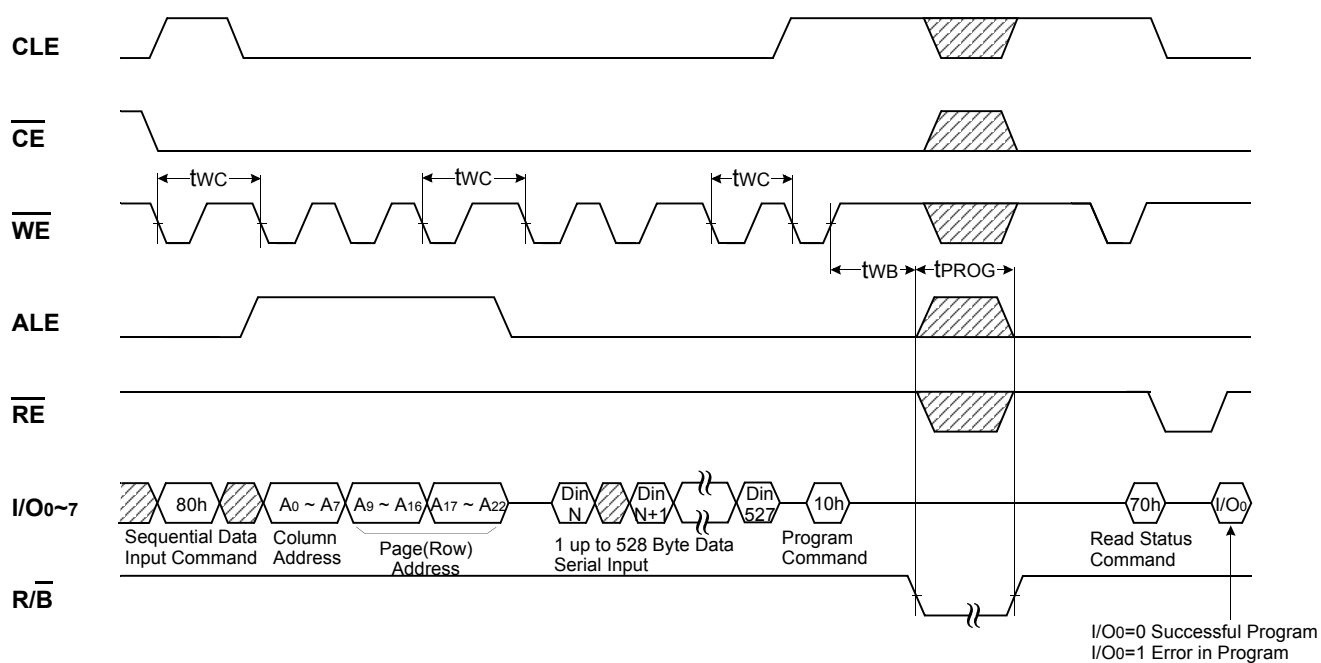 CLE
CE
tWC
tWC
tWC
WE
tWB
tPROG
ALE
RE
I/O0~7
80h
A0 ~ A7
A9 ~ A16
A17 ~ A22
Din
N
Din
N+1
Din
527
10h
70h
I/O0
Sequential Data
Input Command
Column
Address
Page(Row)
Address
1 up to 528 Byte Data
Serial Input
Program
Command
Read Status
Command
R/B
I/O0=0 Successful Program
I/O0=1 Error in Program